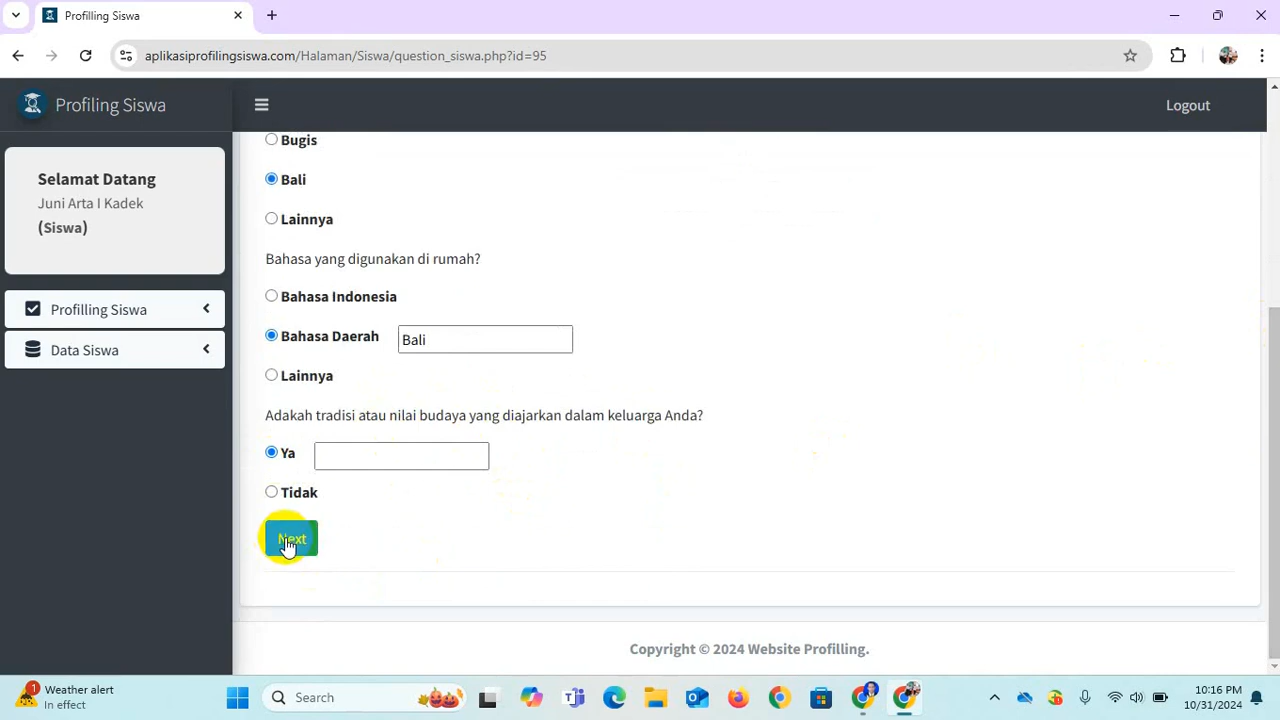 Profilling Siswa
aplikasiprofilingsiswa.com/Halaman/Siswa/question_siswa.php?id=95
Profiling Siswa
Logout
Selamat Datang
Juni Arta I Kadek
(Siswa)
Profilling Siswa
Data Siswa
Bugis
Bali
Lainnya
Bahasa yang digunakan di rumah?
Bahasa Indonesia
Bahasa Daerah Bali
Lainnya
Adakah tradisi atau nilai budaya yang diajarkan dalam keluarga Anda?
Ya
Tidak
Next
Copyright © 2024 Website Profilling.
1
Weather alert
In effect
Search
10:16 PM
10/31/2024